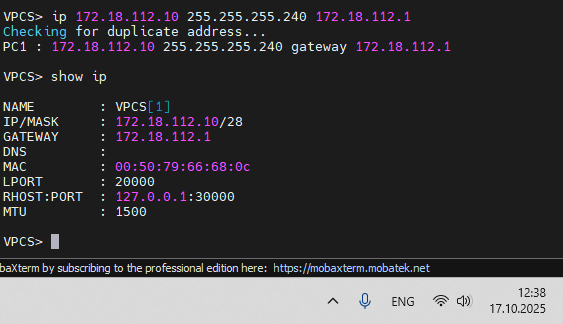 VPCS> ip 172.18.112.10 255.255.255.240 172.18.112.1
Checking for duplicate address...
PC1 : 172.18.112.10 255.255.255.240 gateway 172.18.112.1
VPCS> show ip
NAME        : VPCS[1]
IP/MASK     : 172.18.112.10/28
GATEWAY     : 172.18.112.1
DNS         :
MAC         : 00:50:79:66:68:0c
LPORT       : 20000
RHOST:PORT  : 127.0.0.1:30000
MTU         : 1500
VPCS>
baXterm by subscribing to the professional edition here: https://mobaxterm.mobatek.net
ENG
12:38
17.10.2025